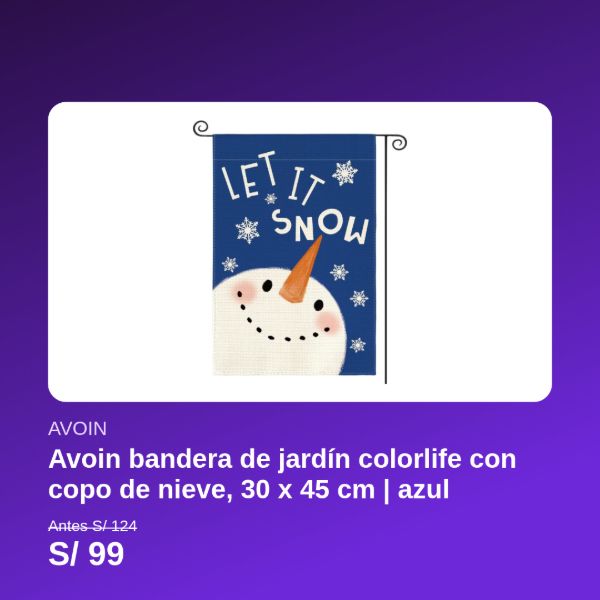 LET IT
SNOW
AVOIN
Avoin bandera de jardín colorlife con
copo de nieve, 30 x 45 cm | azul
Antes S/ 124
S/ 99